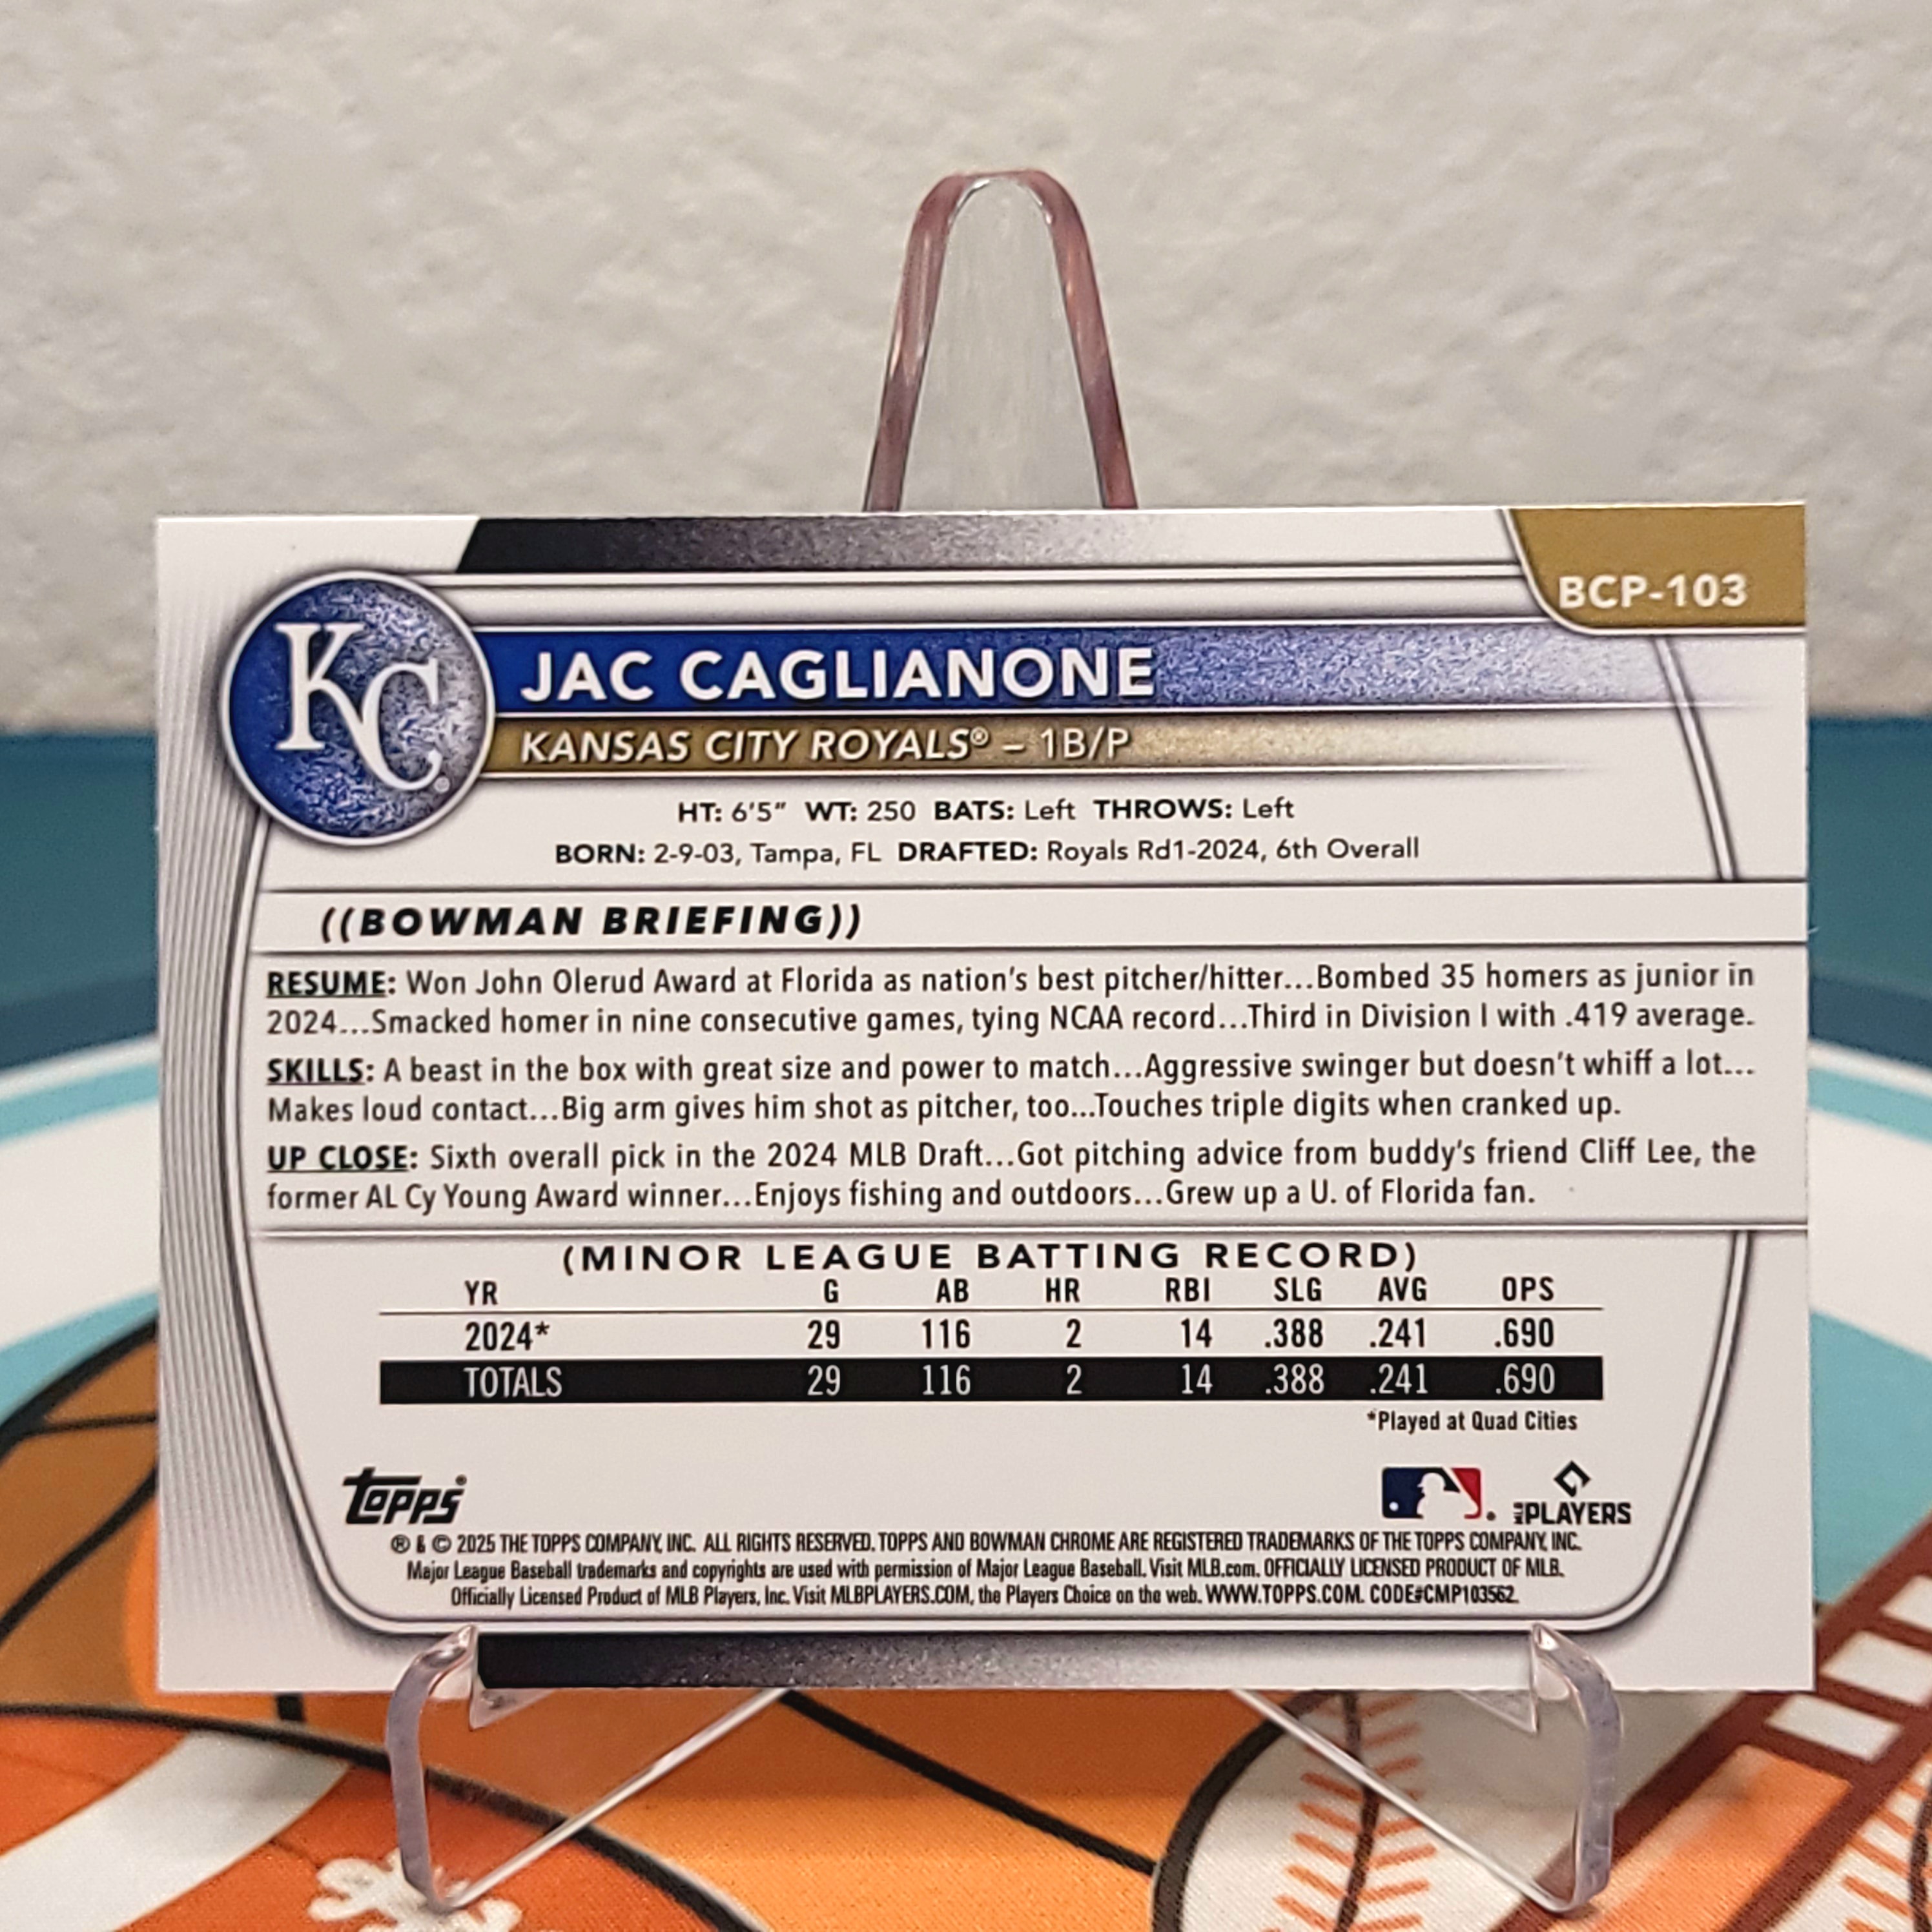 BCP-103
KC
JAC CAGLIANONE
KANSAS CITY ROYALS® – 1B/P
HT: 6'5" WT: 250 BATS: Left THROWS: Left
BORN: 2-9-03, Tampa, FL DRAFTED: Royals Rd1-2024, 6th Overall
((BOWMAN BRIEFING))
RESUME: Won John Olerud Award at Florida as nation's best pitcher/hitter...Bombed 35 homers as junior in
2024...Smacked homer in nine consecutive games, tying NCAA record...Third in Division I with .419 average.
SKILLS: A beast in the box with great size and power to match...Aggressive swinger but doesn't whiff a lot...
Makes loud contact...Big arm gives him shot as pitcher, too...Touches triple digits when cranked up.
UP CLOSE: Sixth overall pick in the 2024 MLB Draft...Got pitching advice from buddy's friend Cliff Lee, the
former AL Cy Young Award winner...Enjoys fishing and outdoors...Grew up a U. of Florida fan.
(MINOR LEAGUE BATTING RECORD)
YR G AB HR RBI SLG AVG OPS
2024* 29 116 2 14 .388 .241 .690
TOTALS 29 116 2 14 .388 .241 .690
*Played at Quad Cities
Topps®
MLB PLAYERS
® & © 2025 THE TOPPS COMPANY, INC. ALL RIGHTS RESERVED. TOPPS AND BOWMAN CHROME ARE REGISTERED TRADEMARKS OF THE TOPPS COMPANY, INC.
Major League Baseball trademarks and copyrights are used with permission of Major League Baseball. Visit MLB.com. OFFICIALLY LICENSED PRODUCT OF MLB.
Officially Licensed Product of MLB Players, Inc. Visit MLBPLAYERS.COM, the Players Choice on the web. WWW.TOPPS.COM. CODE#CMP103562.